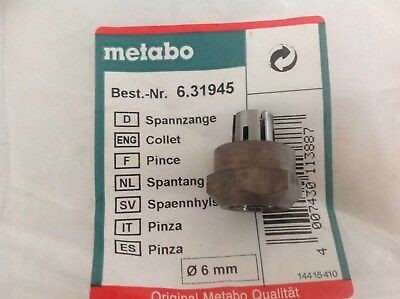 metabo
Best.-Nr. 6.31945
D Spannzange
ENG Collet
F Pince
NL Spantang
SV Spaennhyls
IT Pinza
ES Pinza
Ø 6 mm
4 007430 113887
14415410
Original Metabo Qualität